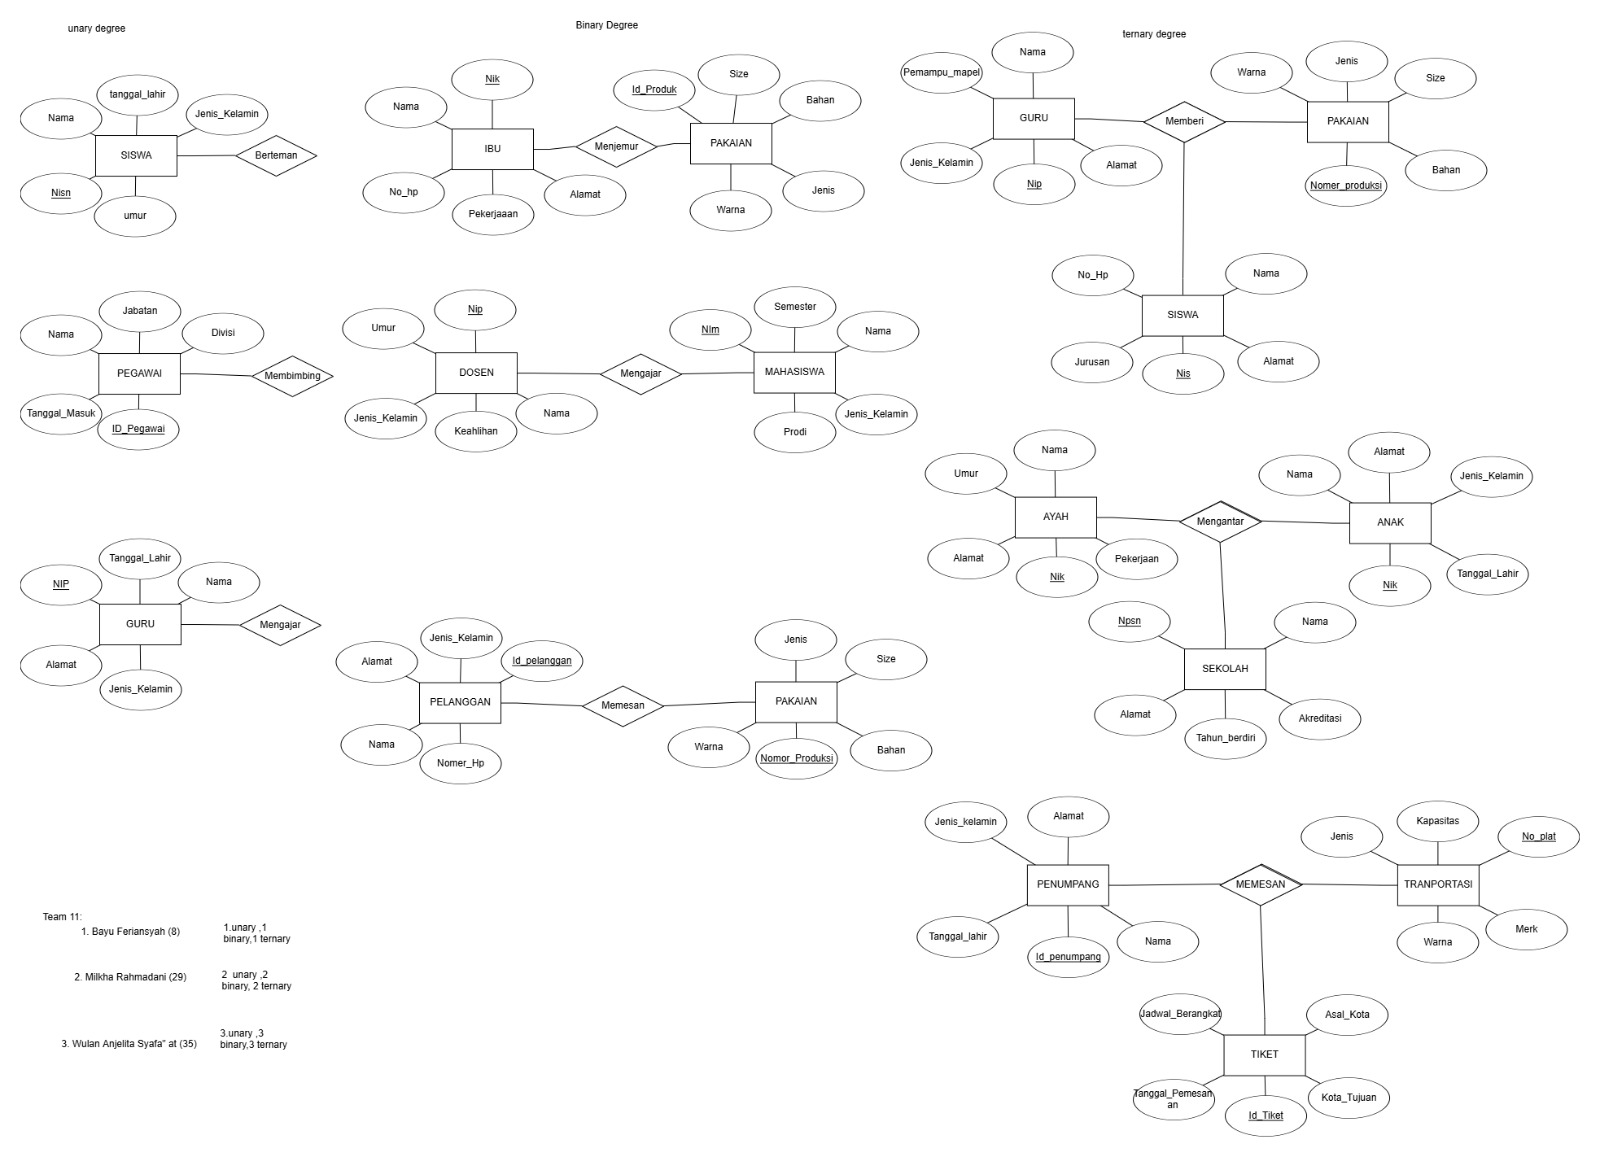 unary degree
tanggal_lahir
Nama
Jenis_Kelamin
SISWA
Berteman
Nisn
umur
Jabatan
Nama
Divisi
PEGAWAI
Membimbing
Tanggal_Masuk
ID_Pegawai
Tanggal_Lahir
NIP
Nama
GURU
Mengajar
Alamat
Jenis_Kelamin
Binary Degree
Nik
Nama
IBU
No_hp
Pekerjaaan
Alamat
Menjemur
Id_Produk
Size
Bahan
PAKAIAN
Jenis
Warna
Nip
Umur
DOSEN
Jenis_Kelamin
Keahlihan
Nama
Mengajar
Semester
NIm
Nama
MAHASISWA
Jenis_Kelamin
Prodi
Jenis_Kelamin
Alamat
Id_pelanggan
PELANGGAN
Nama
Nomer_Hp
Memesan
Jenis
Size
PAKAIAN
Warna
Nomor_Produksi
Bahan
ternary degree
Nama
Pemampu_mapel
GURU
Jenis_Kelamin
Nip
Alamat
Memberi
Jenis
Warna
Size
PAKAIAN
Bahan
Nomer_produksi
No_Hp
Nama
SISWA
Jurusan
Nis
Alamat
Nama
Umur
AYAH
Alamat
Nik
Pekerjaan
Mengantar
Alamat
Nama
Jenis_Kelamin
ANAK
Nik
Tanggal_Lahir
Npsn
Nama
SEKOLAH
Alamat
Tahun_berdiri
Akreditasi
Alamat
Jenis_kelamin
PENUMPANG
Tanggal_lahir
Id_penumpang
Nama
MEMESAN
Kapasitas
Jenis
No_plat
TRANPORTASI
Warna
Merk
Jadwal_Berangkat
Asal_Kota
TIKET
Tanggal_Pemesan
an
Id_Tiket
Kota_Tujuan
Team 11:
1. Bayu Feriansyah (8)
1.unary ,1
binary,1 ternary
2. Milkha Rahmadani (29)
2 unary ,2
binary, 2 ternary
3. Wulan Anjelita Syafa" at (35)
3.unary ,3
binary,3 ternary